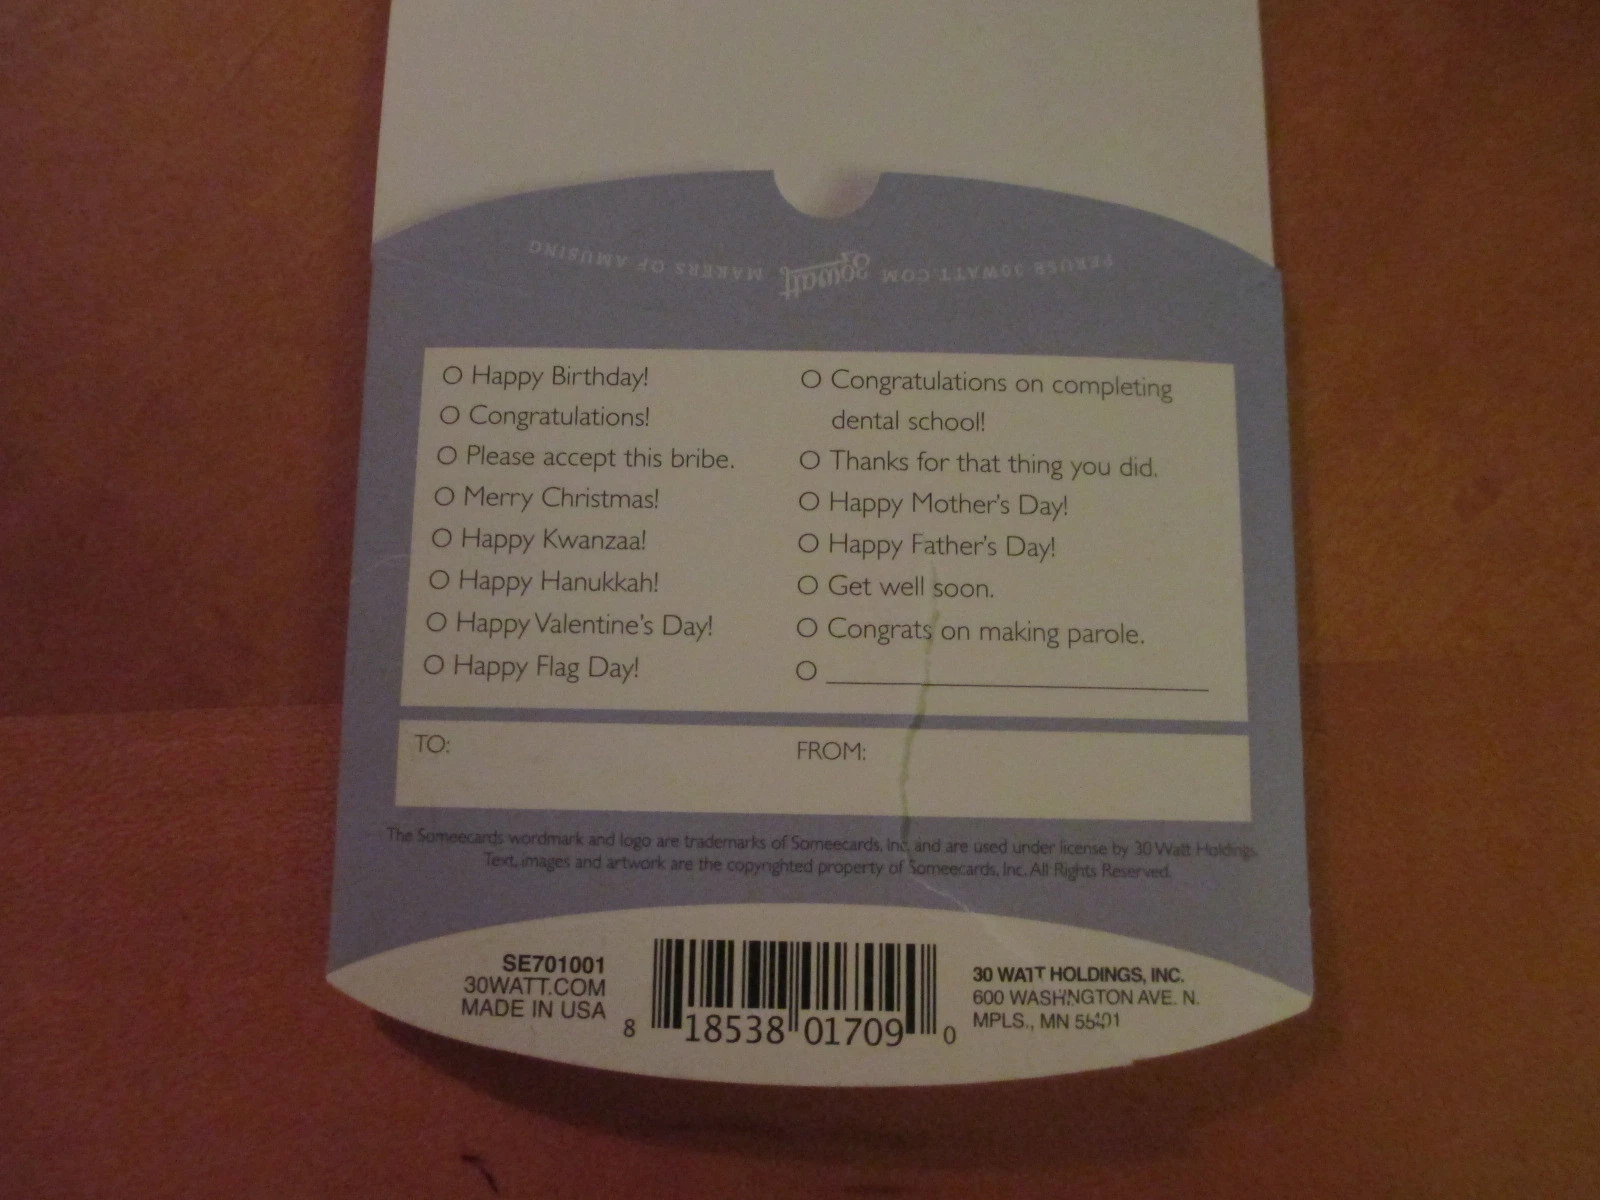 PERUSE 30WATT.COM 30watt MAKERS OF AMUSING
Happy Birthday!
Congratulations!
Please accept this bribe.
Merry Christmas!
Happy Kwanzaa!
Happy Hanukkah!
Happy Valentine's Day!
Happy Flag Day!
Congratulations on completing
dental school!
Thanks for that thing you did.
Happy Mother's Day!
Happy Father's Day!
Get well soon.
Congrats on making parole.
TO:
FROM:
The Someecards wordmark and logo are trademarks of Someecards, Inc. and are used under license by 30 Watt Holdings.
Text, images and artwork are the copyrighted property of Someecards, Inc. All Rights Reserved.
SE701001
30WATT.COM
MADE IN USA
8 18538 01709 0
30 WATT HOLDINGS, INC.
600 WASHINGTON AVE. N.
MPLS., MN 55401